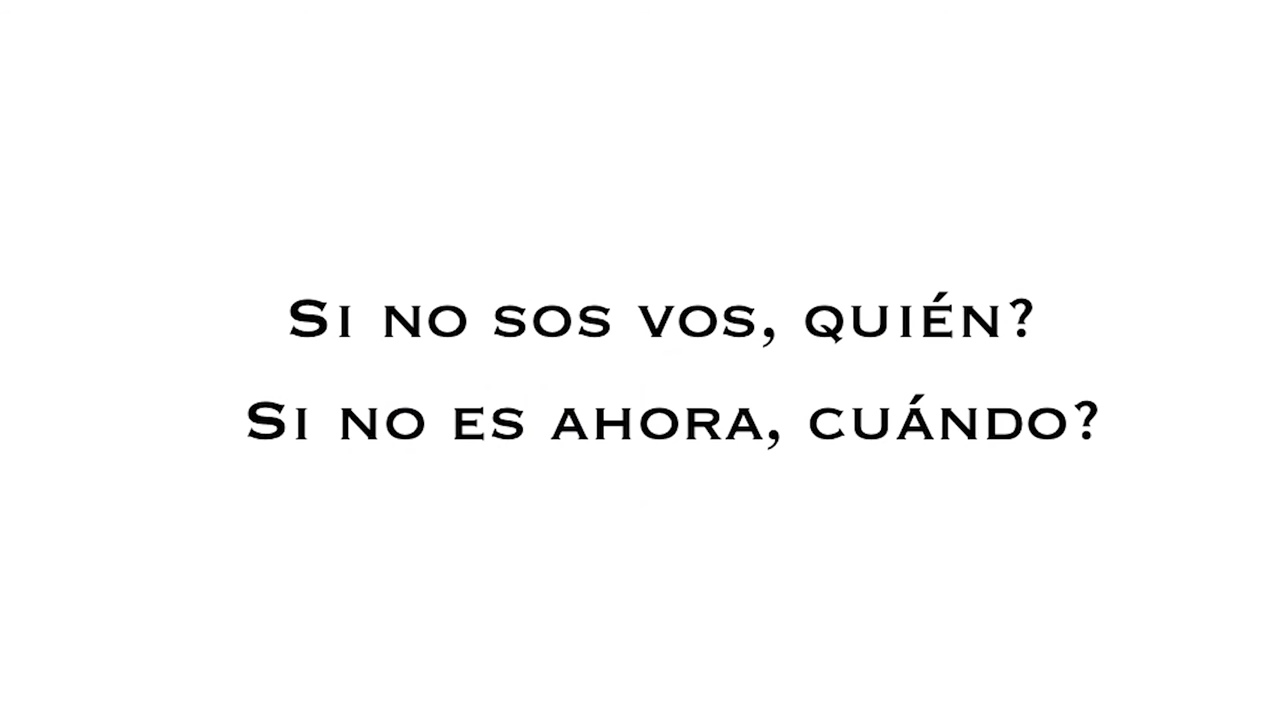 Si no sos vos, quién?
Si no es ahora, cuándo?